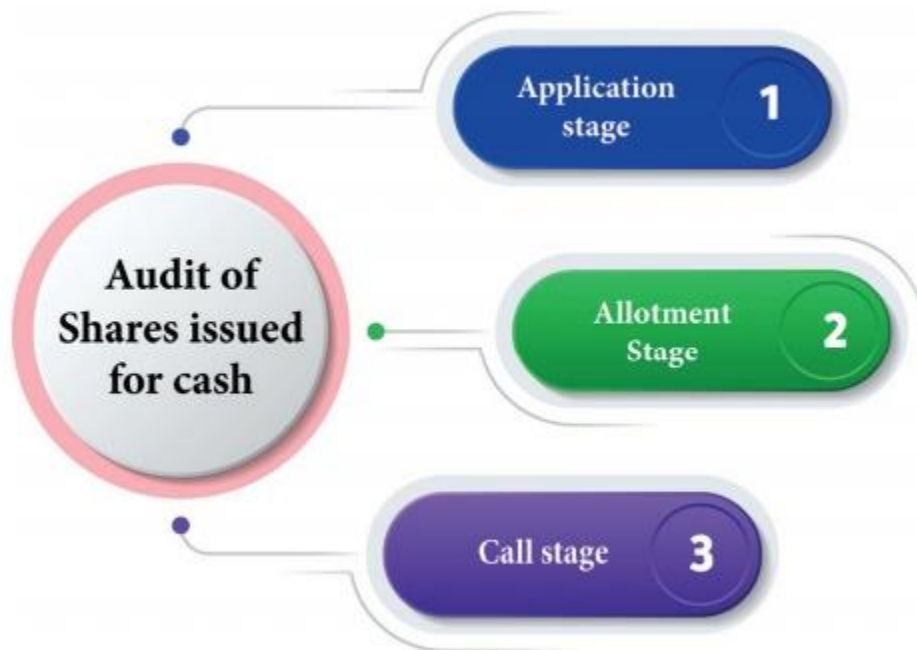 Audit of
Shares issued
for cash
Application
stage
1
Allotment
Stage
2
Call stage
3